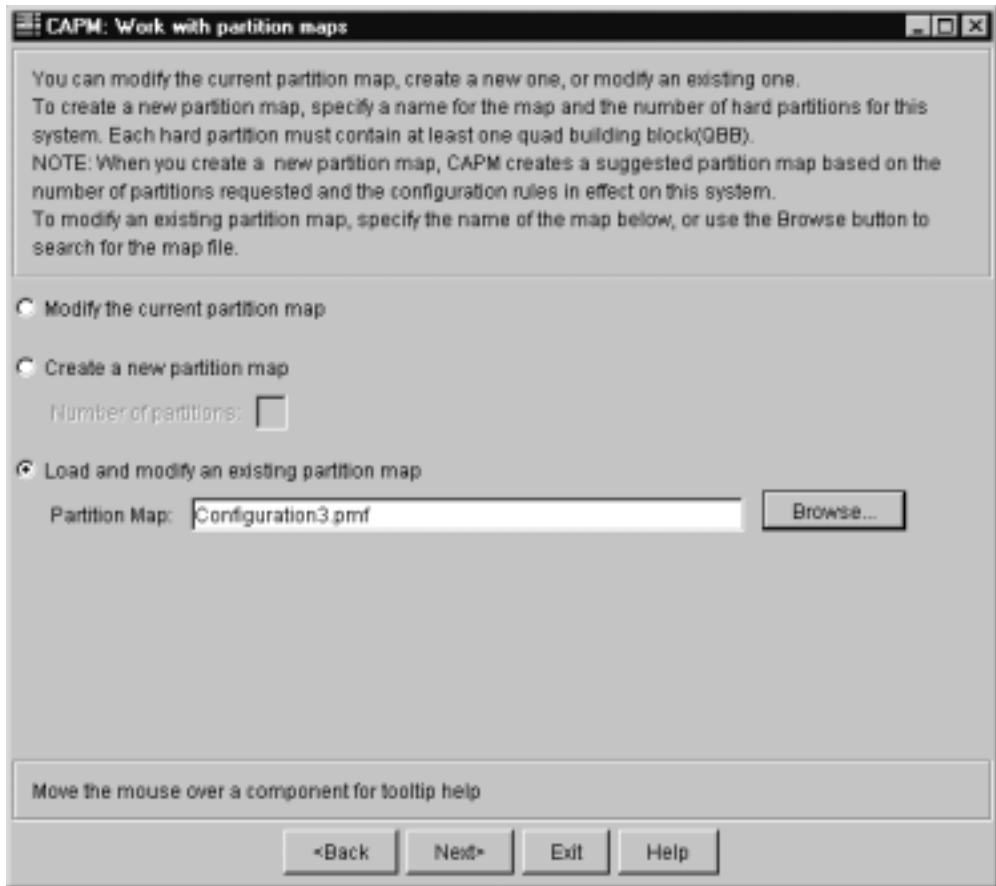 CAPM: Work with partition maps
You can modify the current partition map, create a new one, or modify an existing one.
To create a new partition map, specify a name for the map and the number of hard partitions for this
system. Each hard partition must contain at least one quad building block(QBB).
NOTE: When you create a new partition map, CAPM creates a suggested partition map based on the
number of partitions requested and the configuration rules in effect on this system.
To modify an existing partition map, specify the name of the map below, or use the Browse button to
search for the map file.
Modify the current partition map
Create a new partition map
Number of partitions:
Load and modify an existing partition map
Partition Map: Configuration3.pmf Browse...
Move the mouse over a component for tooltip help
<Back Next> Exit Help